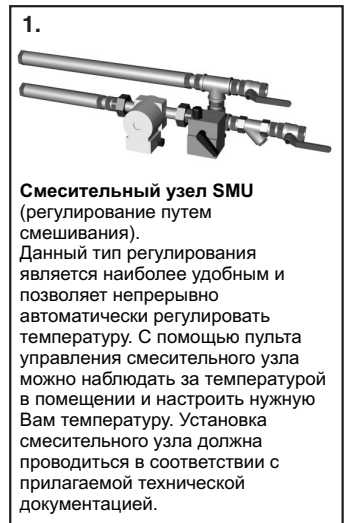 1.
Смесительный узел SMU
(регулирование путем
смешивания).
Данный тип регулирования
является наиболее удобным и
позволяет непрерывно
автоматически регулировать
температуру. С помощью пульта
управления смесительного узла
можно наблюдать за температурой
в помещении и настроить нужную
Вам температуру. Установка
смесительного узла должна
проводиться в соответствии с
прилагаемой технической
документацией.